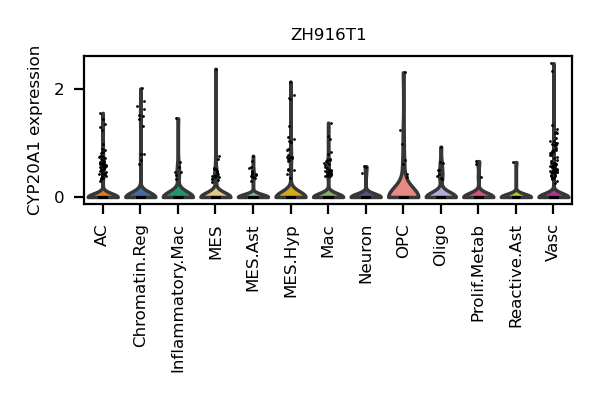 ZH916T1
CYP20A1 expression
2
0
AC
Chromatin.Reg
Inflammatory.Mac
MES
MES.Ast
MES.Hyp
Mac
Neuron
OPC
Oligo
Prolif.Metab
Reactive.Ast
Vasc